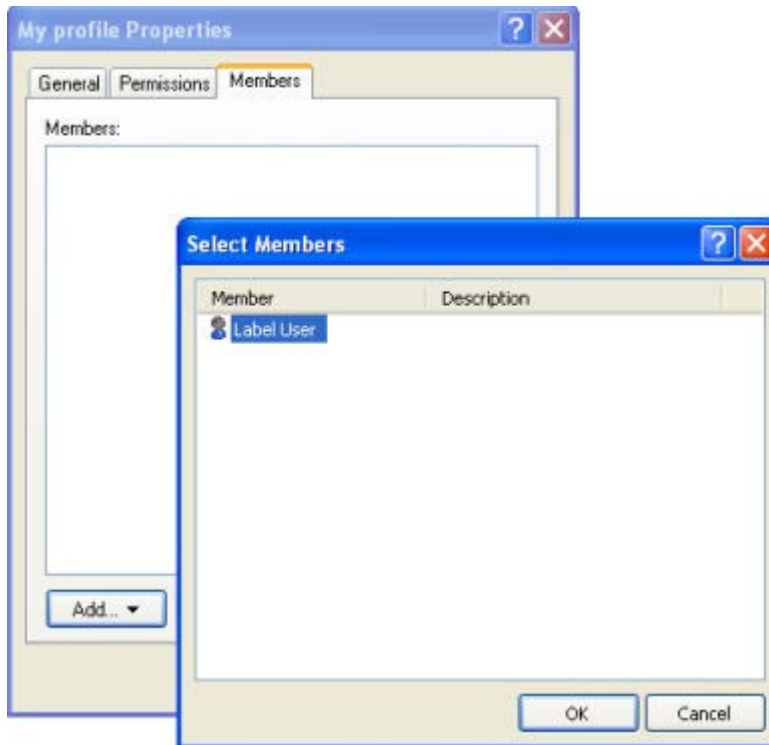 My profile Properties
General Permissions Members
Members:
Select Members
Member Description
Label User
Add...
OK Cancel